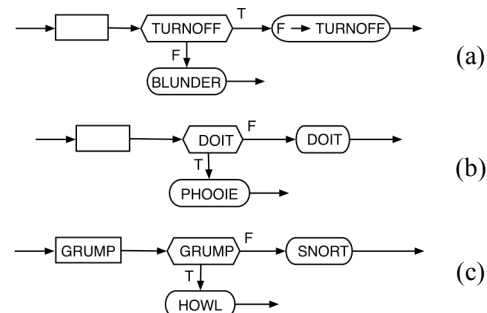 TURNOFF T F → TURNOFF
F
BLUNDER
(a)
DOIT F DOIT
T
PHOOIE
(b)
GRUMP GRUMP F SNORT
T
HOWL
(c)